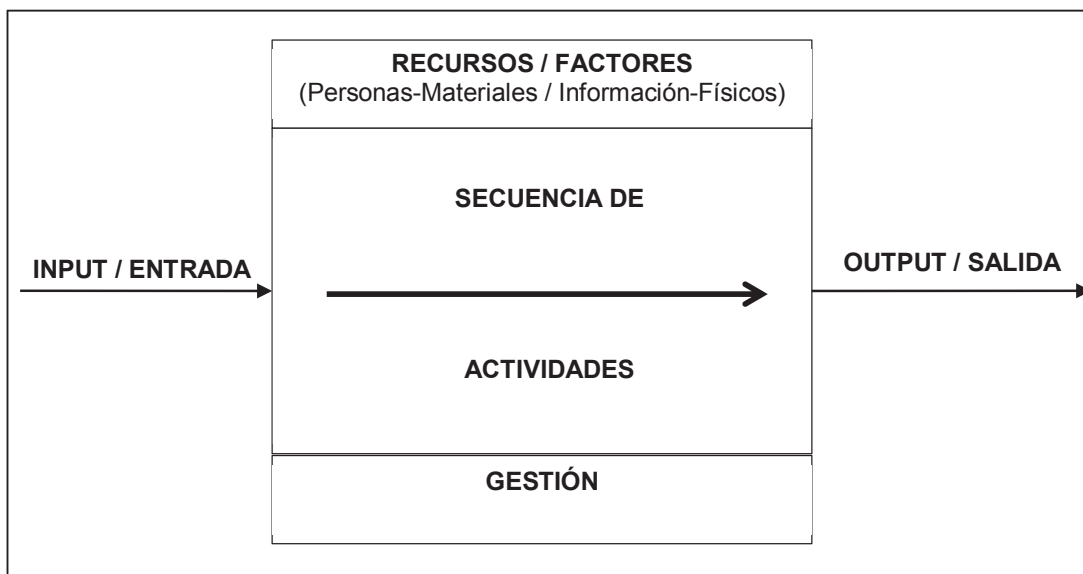 RECURSOS / FACTORES
(Personas-Materiales / Información-Físicos)
SECUENCIA DE
INPUT / ENTRADA
OUTPUT / SALIDA
ACTIVIDADES
GESTIÓN